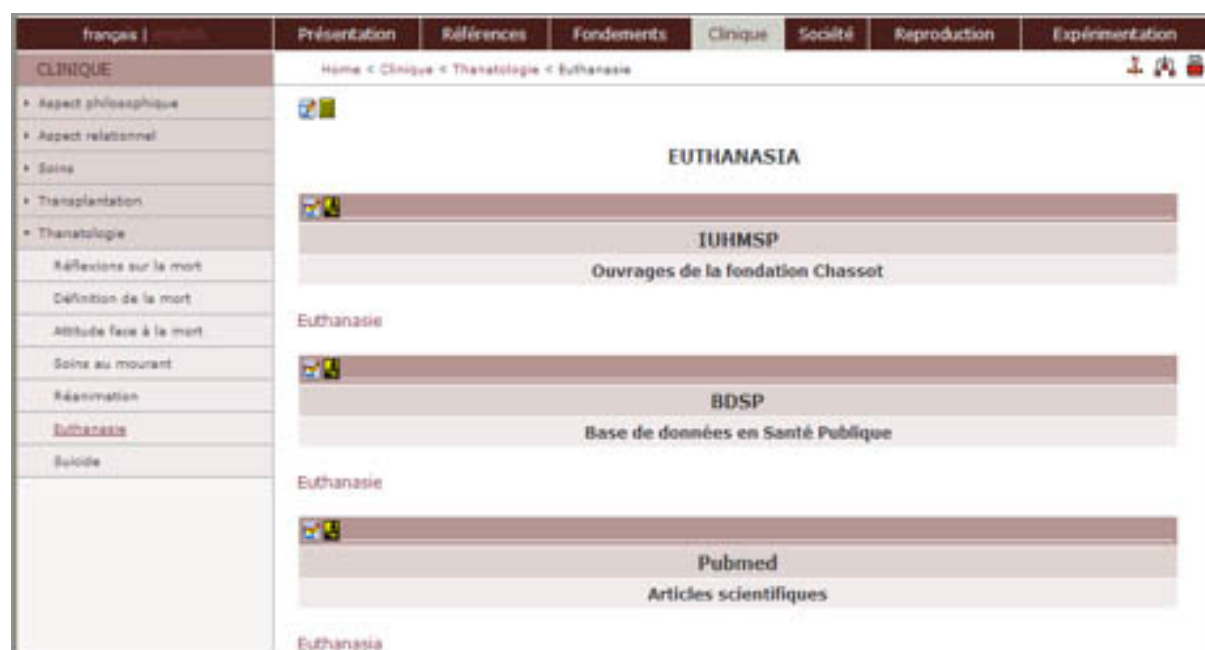 français |
Présentation Références Fondements Clinique Société Reproduction Expérimentation
CLINIQUE
Home < Clinique < Thanatologie < Euthanasie
Aspect philosophique
Aspect relationnel
Soins
Transplantation
Thanatologie
Réflexions sur la mort
Définition de la mort
Attitude face à la mort
Soins au mourant
Réanimation
Euthanasie
Suicide
EUTHANASIA
IUHMSP
Ouvrages de la fondation Chassot
Euthanasie
BDSP
Base de données en Santé Publique
Euthanasie
Pubmed
Articles scientifiques
Euthanasia